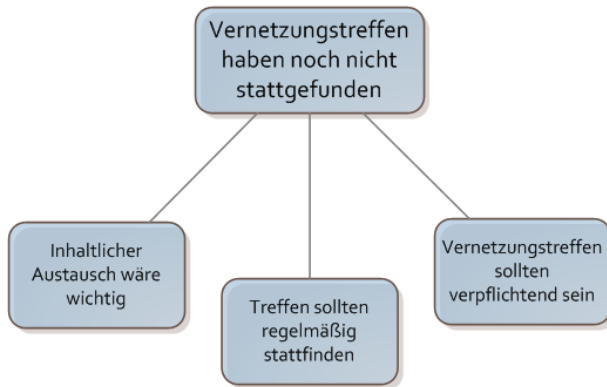 Vernetzungstreffen
haben noch nicht
stattgefunden
Inhaltlicher
Austausch wäre
wichtig
Treffen sollten
regelmäßig
stattfinden
Vernetzungstreffen
sollten
verpflichtend sein